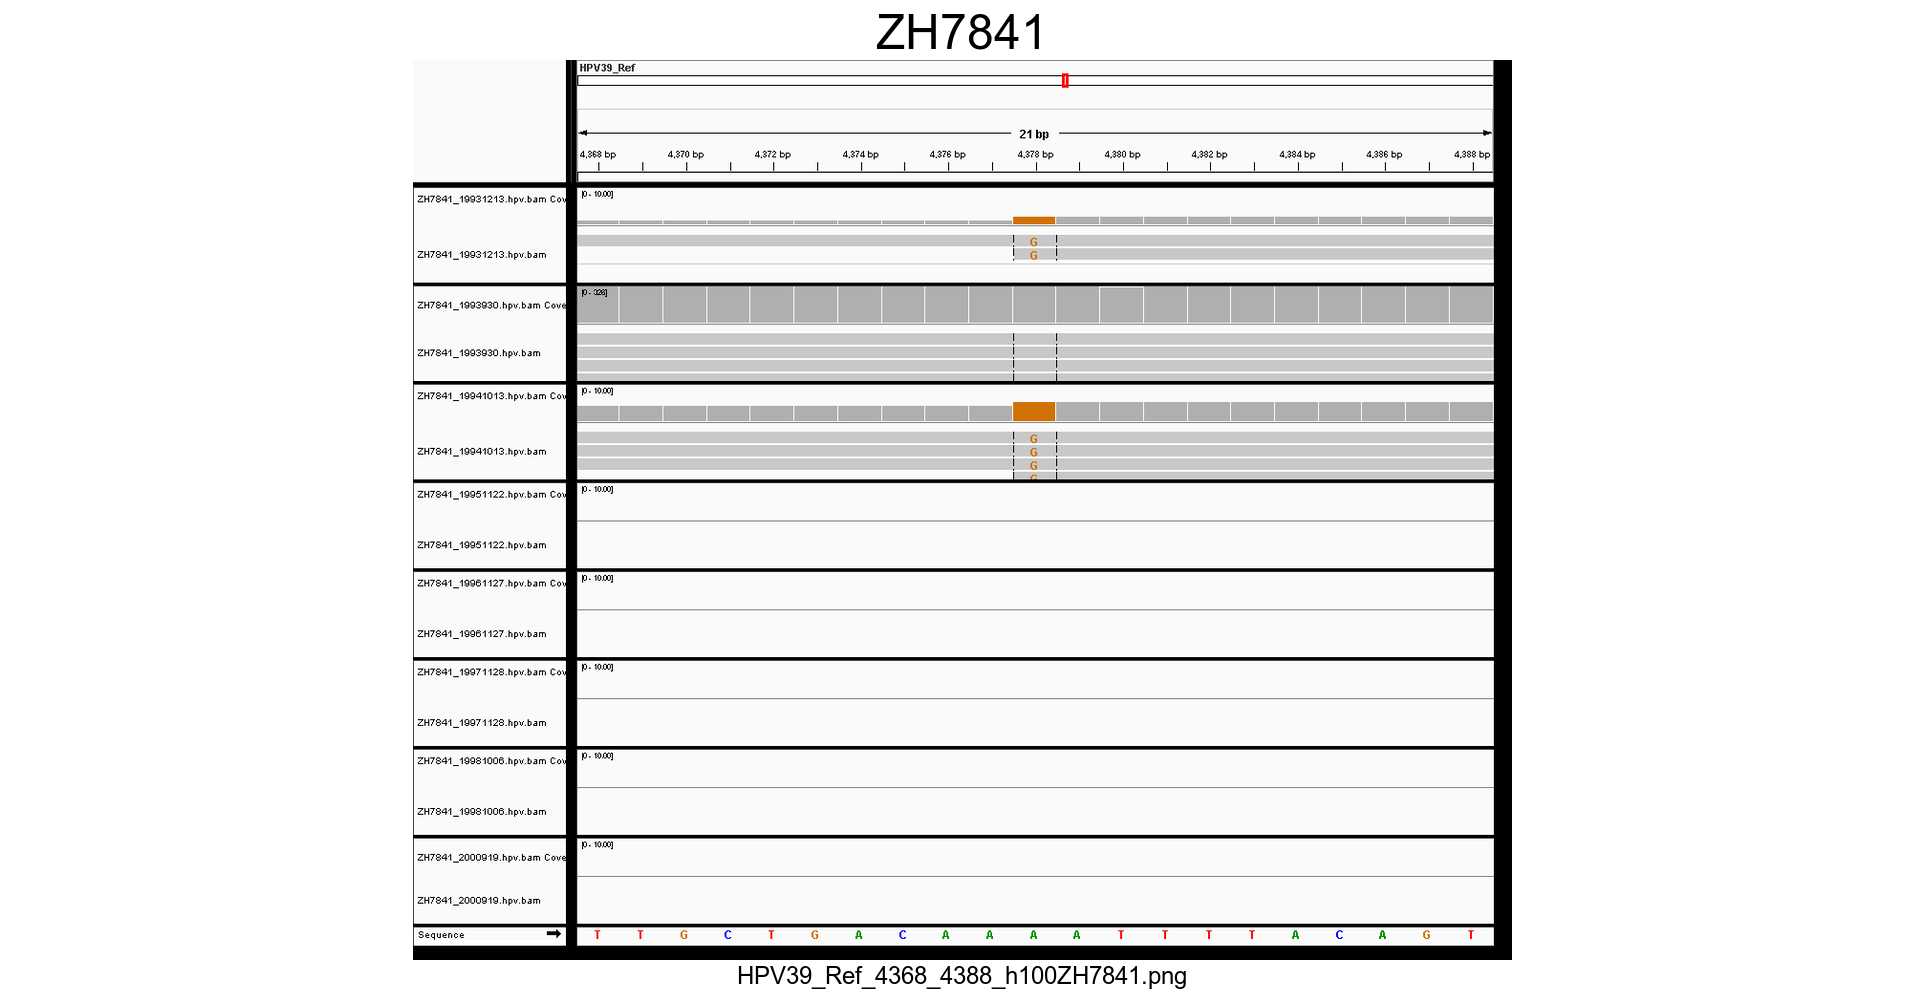 ZH7841
HPV39_Ref
21 bp
4,368 bp 4,370 bp 4,372 bp 4,374 bp 4,376 bp 4,378 bp 4,380 bp 4,382 bp 4,384 bp 4,386 bp 4,388 bp
ZH7841_19931213.hpv.bam Cov
[0 - 10.00]
G
ZH7841_19931213.hpv.bam
G
ZH7841_1993930.hpv.bam Cove
[0 - 326]
ZH7841_1993930.hpv.bam
ZH7841_19941013.hpv.bam Cov
[0 - 10.00]
G
ZH7841_19941013.hpv.bam
G
G
G
ZH7841_19951122.hpv.bam Cov
[0 - 10.00]
ZH7841_19951122.hpv.bam
ZH7841_19961127.hpv.bam Cov
[0 - 10.00]
ZH7841_19961127.hpv.bam
ZH7841_19971128.hpv.bam Cov
[0 - 10.00]
ZH7841_19971128.hpv.bam
ZH7841_19981006.hpv.bam Cov
[0 - 10.00]
ZH7841_19981006.hpv.bam
ZH7841_2000919.hpv.bam Cove
[0 - 10.00]
ZH7841_2000919.hpv.bam
Sequence T T G C T G A C A A A A T T T T A C A G T
HPV39_Ref_4368_4388_h100ZH7841.png